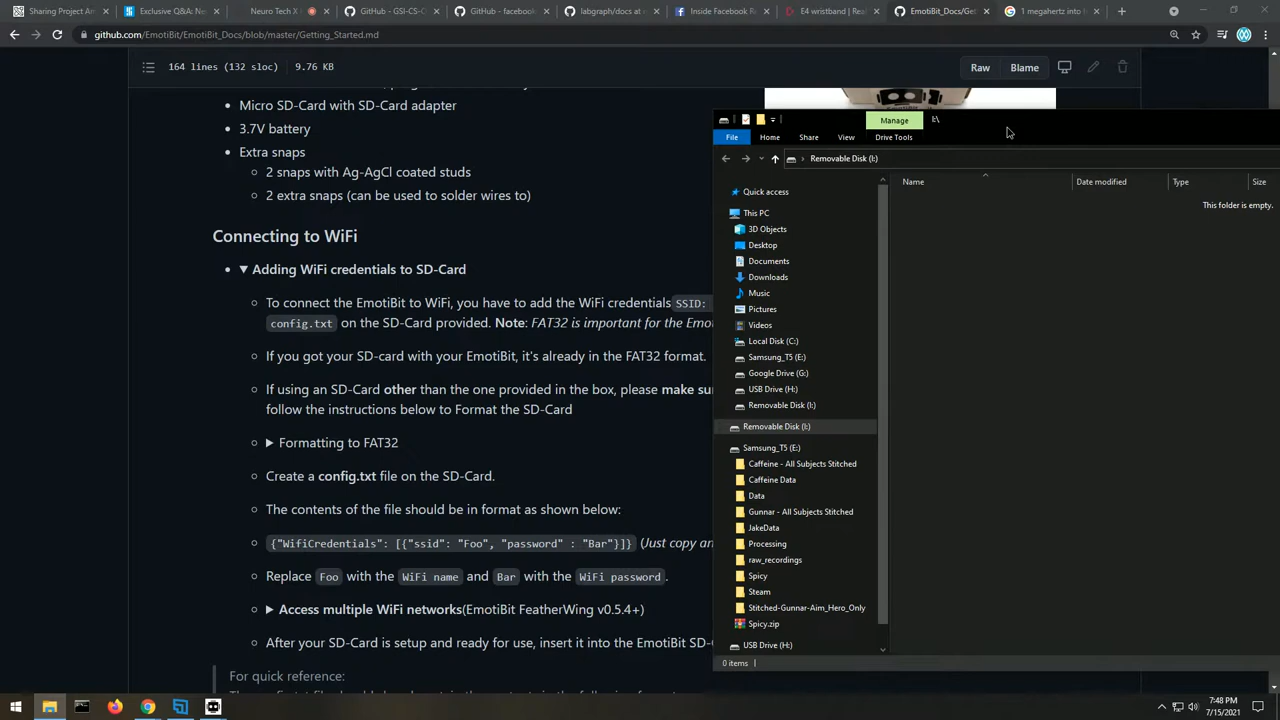 Sharing Project An
Exclusive Q&A: Ne
Neuro Tech X
GitHub - GSI-CS-C
GitHub - facebook
labgraph/docs at m
Inside Facebook Re
E4 wristband | Rea
EmotiBit_Docs/Get
1 megahertz into
github.com/EmotiBit/EmotiBit_Docs/blob/master/Getting_Started.md
164 lines (132 sloc) 9.76 KB
Raw Blame
Micro SD-Card with SD-Card adapter
3.7V battery
Extra snaps
2 snaps with Ag-AgCl coated studs
2 extra snaps (can be used to solder wires to)
Connecting to WiFi
Adding WiFi credentials to SD-Card
To connect the EmotiBit to WiFi, you have to add the WiFi credentials SSID:
config.txt on the SD-Card provided. Note: FAT32 is important for the Emo
If you got your SD-card with your EmotiBit, it's already in the FAT32 format.
If using an SD-Card other than the one provided in the box, please make sur
follow the instructions below to Format the SD-Card
Formatting to FAT32
Create a config.txt file on the SD-Card.
The contents of the file should be in format as shown below:
{"WifiCredentials": [{"ssid": "Foo", "password" : "Bar"}]} (Just copy an
Replace Foo with the WiFi name and Bar with the WiFi password.
Access multiple WiFi networks(EmotiBit FeatherWing v0.5.4+)
After your SD-Card is setup and ready for use, insert it into the EmotiBit SD-
For quick reference:
Manage I:\
File Home Share View Drive Tools
Removable Disk (I:)
Name Date modified Type Size
This folder is empty.
Quick access
This PC
3D Objects
Desktop
Documents
Downloads
Music
Pictures
Videos
Local Disk (C:)
Samsung_T5 (E:)
Google Drive (G:)
USB Drive (H:)
Removable Disk (I:)
Removable Disk (I:)
Samsung_T5 (E:)
Caffeine - All Subjects Stitched
Caffeine Data
Data
Gunnar - All Subjects Stitched
JakeData
Processing
raw_recordings
Spicy
Steam
Stitched-Gunnar-Aim_Hero_Only
Spicy.zip
USB Drive (H:)
0 items
7:48 PM
7/15/2021